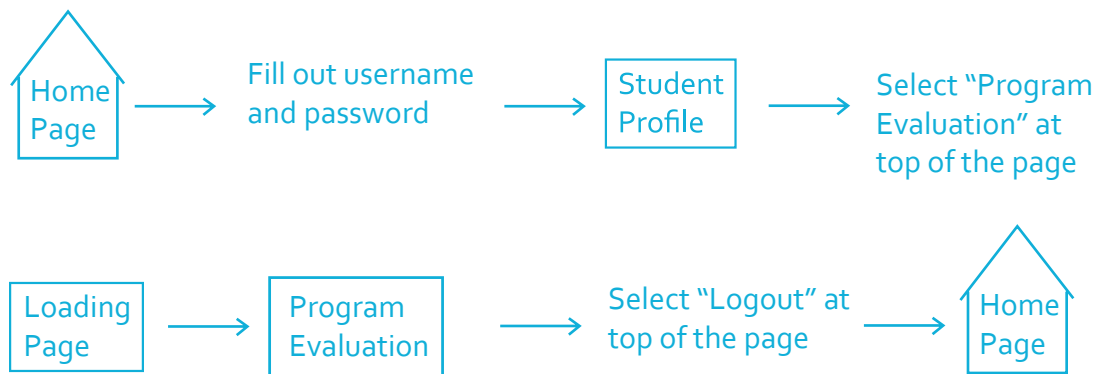 Home
Page
Fill out username
and password
Student
Profile
Select “Program
Evaluation” at
top of the page
Loading
Page
Program
Evaluation
Select “Logout” at
top of the page
Home
Page